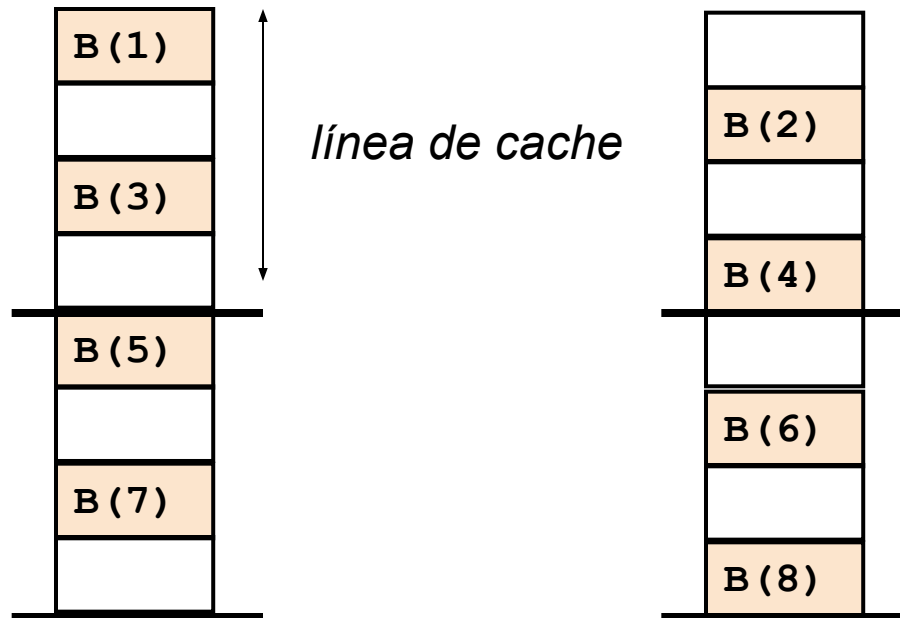 B(1)
línea de cache
B(3)
B(5)
B(7)
B(2)
B(4)
B(6)
B(8)